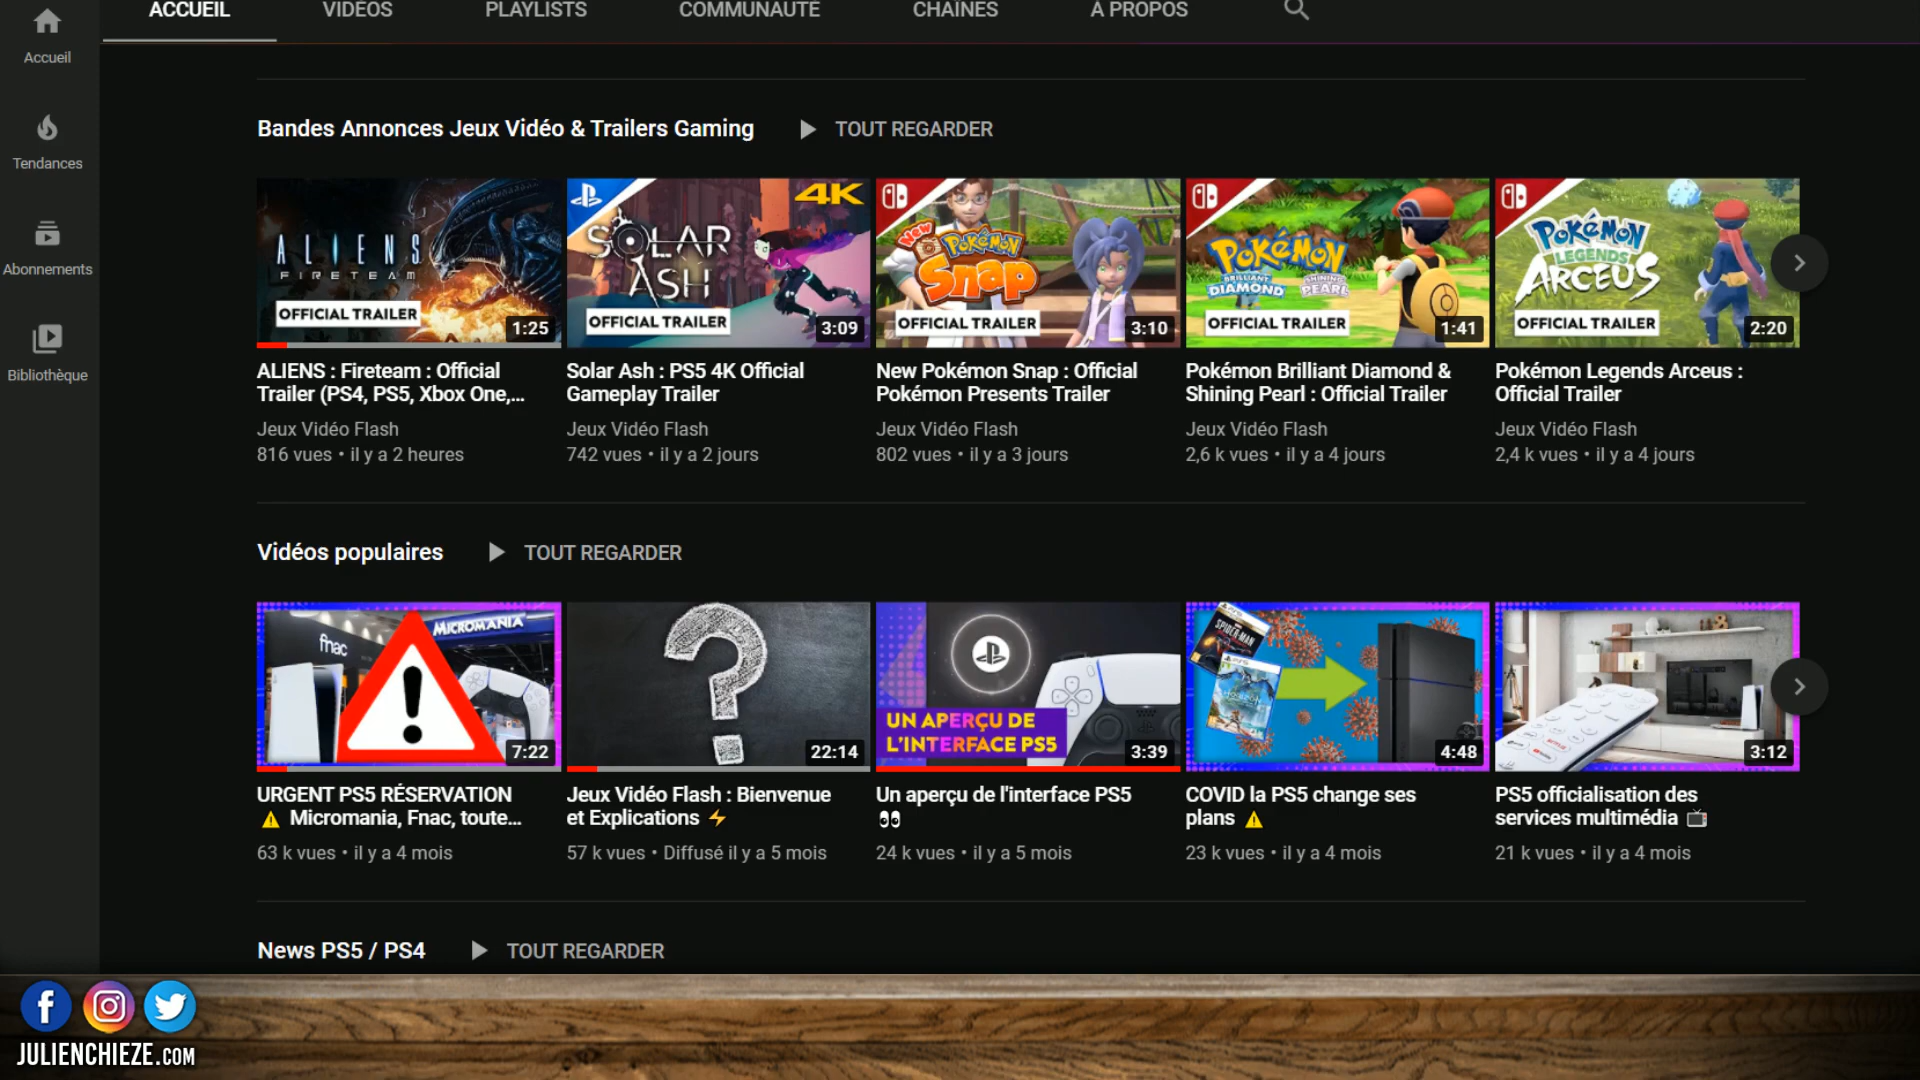 ACCUEIL VIDÉOS PLAYLISTS COMMUNAUTÉ CHAÎNES À PROPOS
Accueil
Tendances
Abonnements
Bibliothèque
Bandes Annonces Jeux Vidéo & Trailers Gaming TOUT REGARDER
ALIENS
FIRETEAM
OFFICIAL TRAILER
1:25
4K
SOLAR
ASH
OFFICIAL TRAILER
3:09
New
Pokémon
Snap
OFFICIAL TRAILER
3:10
Pokémon
BRILLIANT DIAMOND SHINING PEARL
OFFICIAL TRAILER
1:41
Pokémon
LEGENDS
ARCEUS
OFFICIAL TRAILER
2:20
ALIENS : Fireteam : Official
Trailer (PS4, PS5, Xbox One,...
Jeux Vidéo Flash
816 vues • il y a 2 heures
Solar Ash : PS5 4K Official
Gameplay Trailer
Jeux Vidéo Flash
742 vues • il y a 2 jours
New Pokémon Snap : Official
Pokémon Presents Trailer
Jeux Vidéo Flash
802 vues • il y a 3 jours
Pokémon Brilliant Diamond &
Shining Pearl : Official Trailer
Jeux Vidéo Flash
2,6 k vues • il y a 4 jours
Pokémon Legends Arceus :
Official Trailer
Jeux Vidéo Flash
2,4 k vues • il y a 4 jours
Vidéos populaires TOUT REGARDER
fnac
MICROMANIA
7:22
?
22:14
UN APERÇU DE
L'INTERFACE PS5
3:39
SPIDER-MAN
4:48
3:12
URGENT PS5 RÉSERVATION
⚠ Micromania, Fnac, toute...
63 k vues • il y a 4 mois
Jeux Vidéo Flash : Bienvenue
et Explications ⚡
57 k vues • Diffusé il y a 5 mois
Un aperçu de l'interface PS5
👀
24 k vues • il y a 5 mois
COVID la PS5 change ses
plans ⚠
23 k vues • il y a 4 mois
PS5 officialisation des
services multimédia 📺
21 k vues • il y a 4 mois
News PS5 / PS4 TOUT REGARDER
JULIENCHIEZE.COM